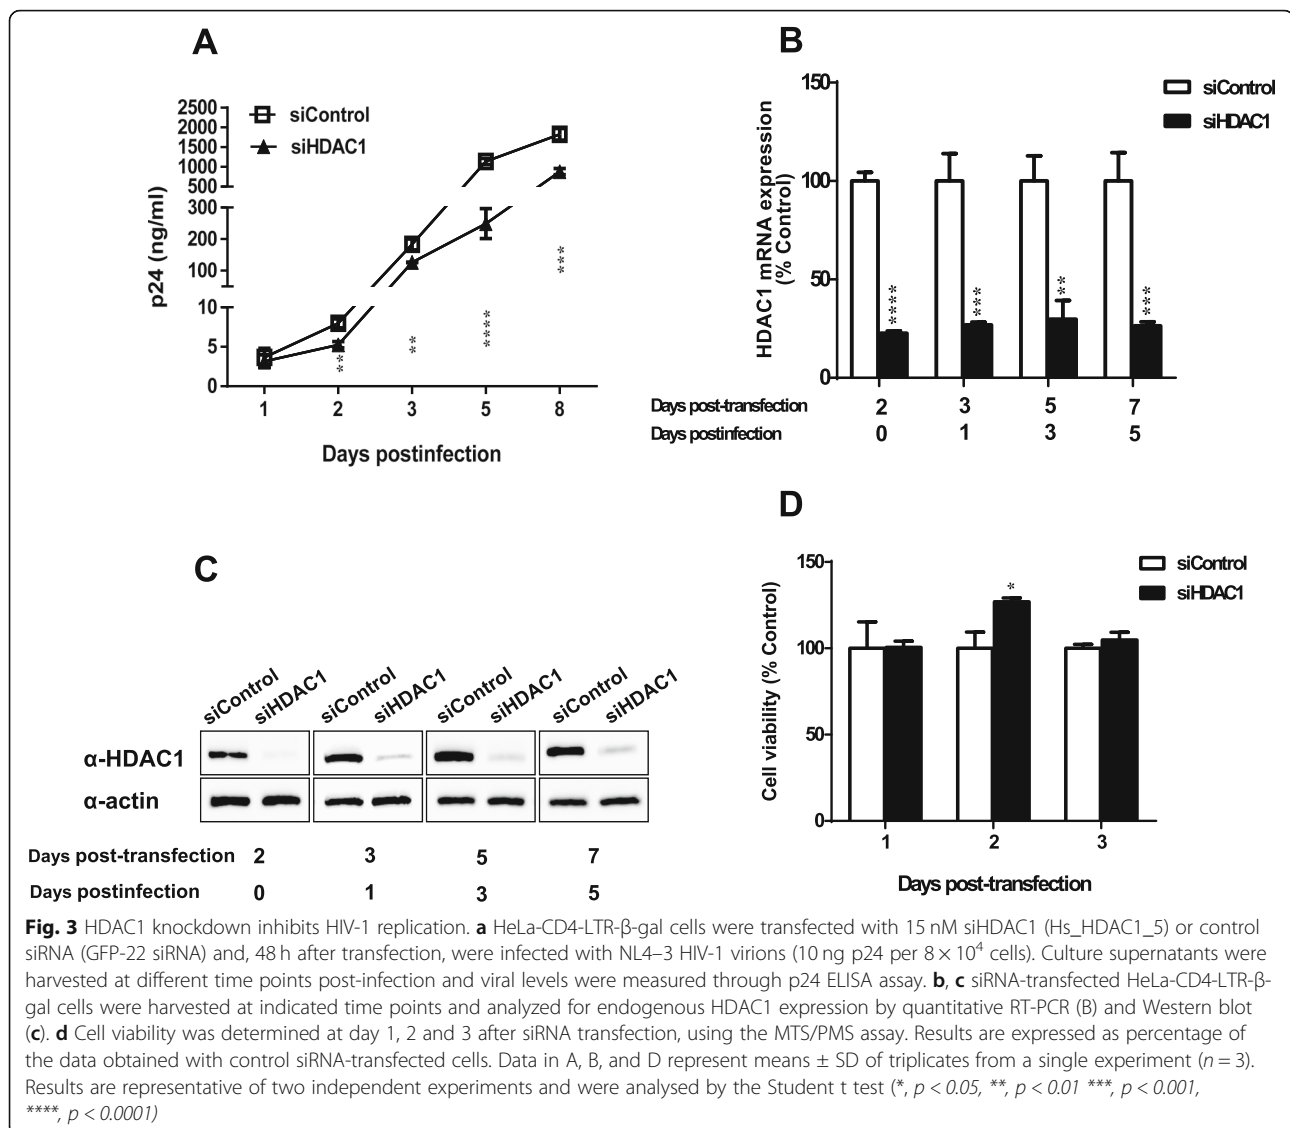 A
siControl
siHDAC1
2500
2000
1500
1000
500
300
200
100
10
5
0
p24 (ng/ml)
**
**
****
***
1 2 3 5 8
Days postinfection
B
siControl
siHDAC1
150
100
50
0
HDAC1 mRNA expression
(% Control)
****
***
**
***
Days post-transfection 2 3 5 7
Days postinfection 0 1 3 5
C
siControl siHDAC1 siControl siHDAC1 siControl siHDAC1 siControl siHDAC1
α-HDAC1
α-actin
Days post-transfection 2 3 5 7
Days postinfection 0 1 3 5
D
siControl
siHDAC1
150
100
50
0
Cell viability (% Control)
*
1 2 3
Days post-transfection
Fig. 3 HDAC1 knockdown inhibits HIV-1 replication. a HeLa-CD4-LTR-β-gal cells were transfected with 15 nM siHDAC1 (Hs_HDAC1_5) or control
siRNA (GFP-22 siRNA) and, 48 h after transfection, were infected with NL4–3 HIV-1 virions (10 ng p24 per 8 × 10⁴ cells). Culture supernatants were
harvested at different time points post-infection and viral levels were measured through p24 ELISA assay. b, c siRNA-transfected HeLa-CD4-LTR-β-
gal cells were harvested at indicated time points and analyzed for endogenous HDAC1 expression by quantitative RT-PCR (B) and Western blot
(c). d Cell viability was determined at day 1, 2 and 3 after siRNA transfection, using the MTS/PMS assay. Results are expressed as percentage of
the data obtained with control siRNA-transfected cells. Data in A, B, and D represent means ± SD of triplicates from a single experiment (n = 3).
Results are representative of two independent experiments and were analysed by the Student t test (*, p < 0.05, **, p < 0.01 ***, p < 0.001,
****, p < 0.0001)